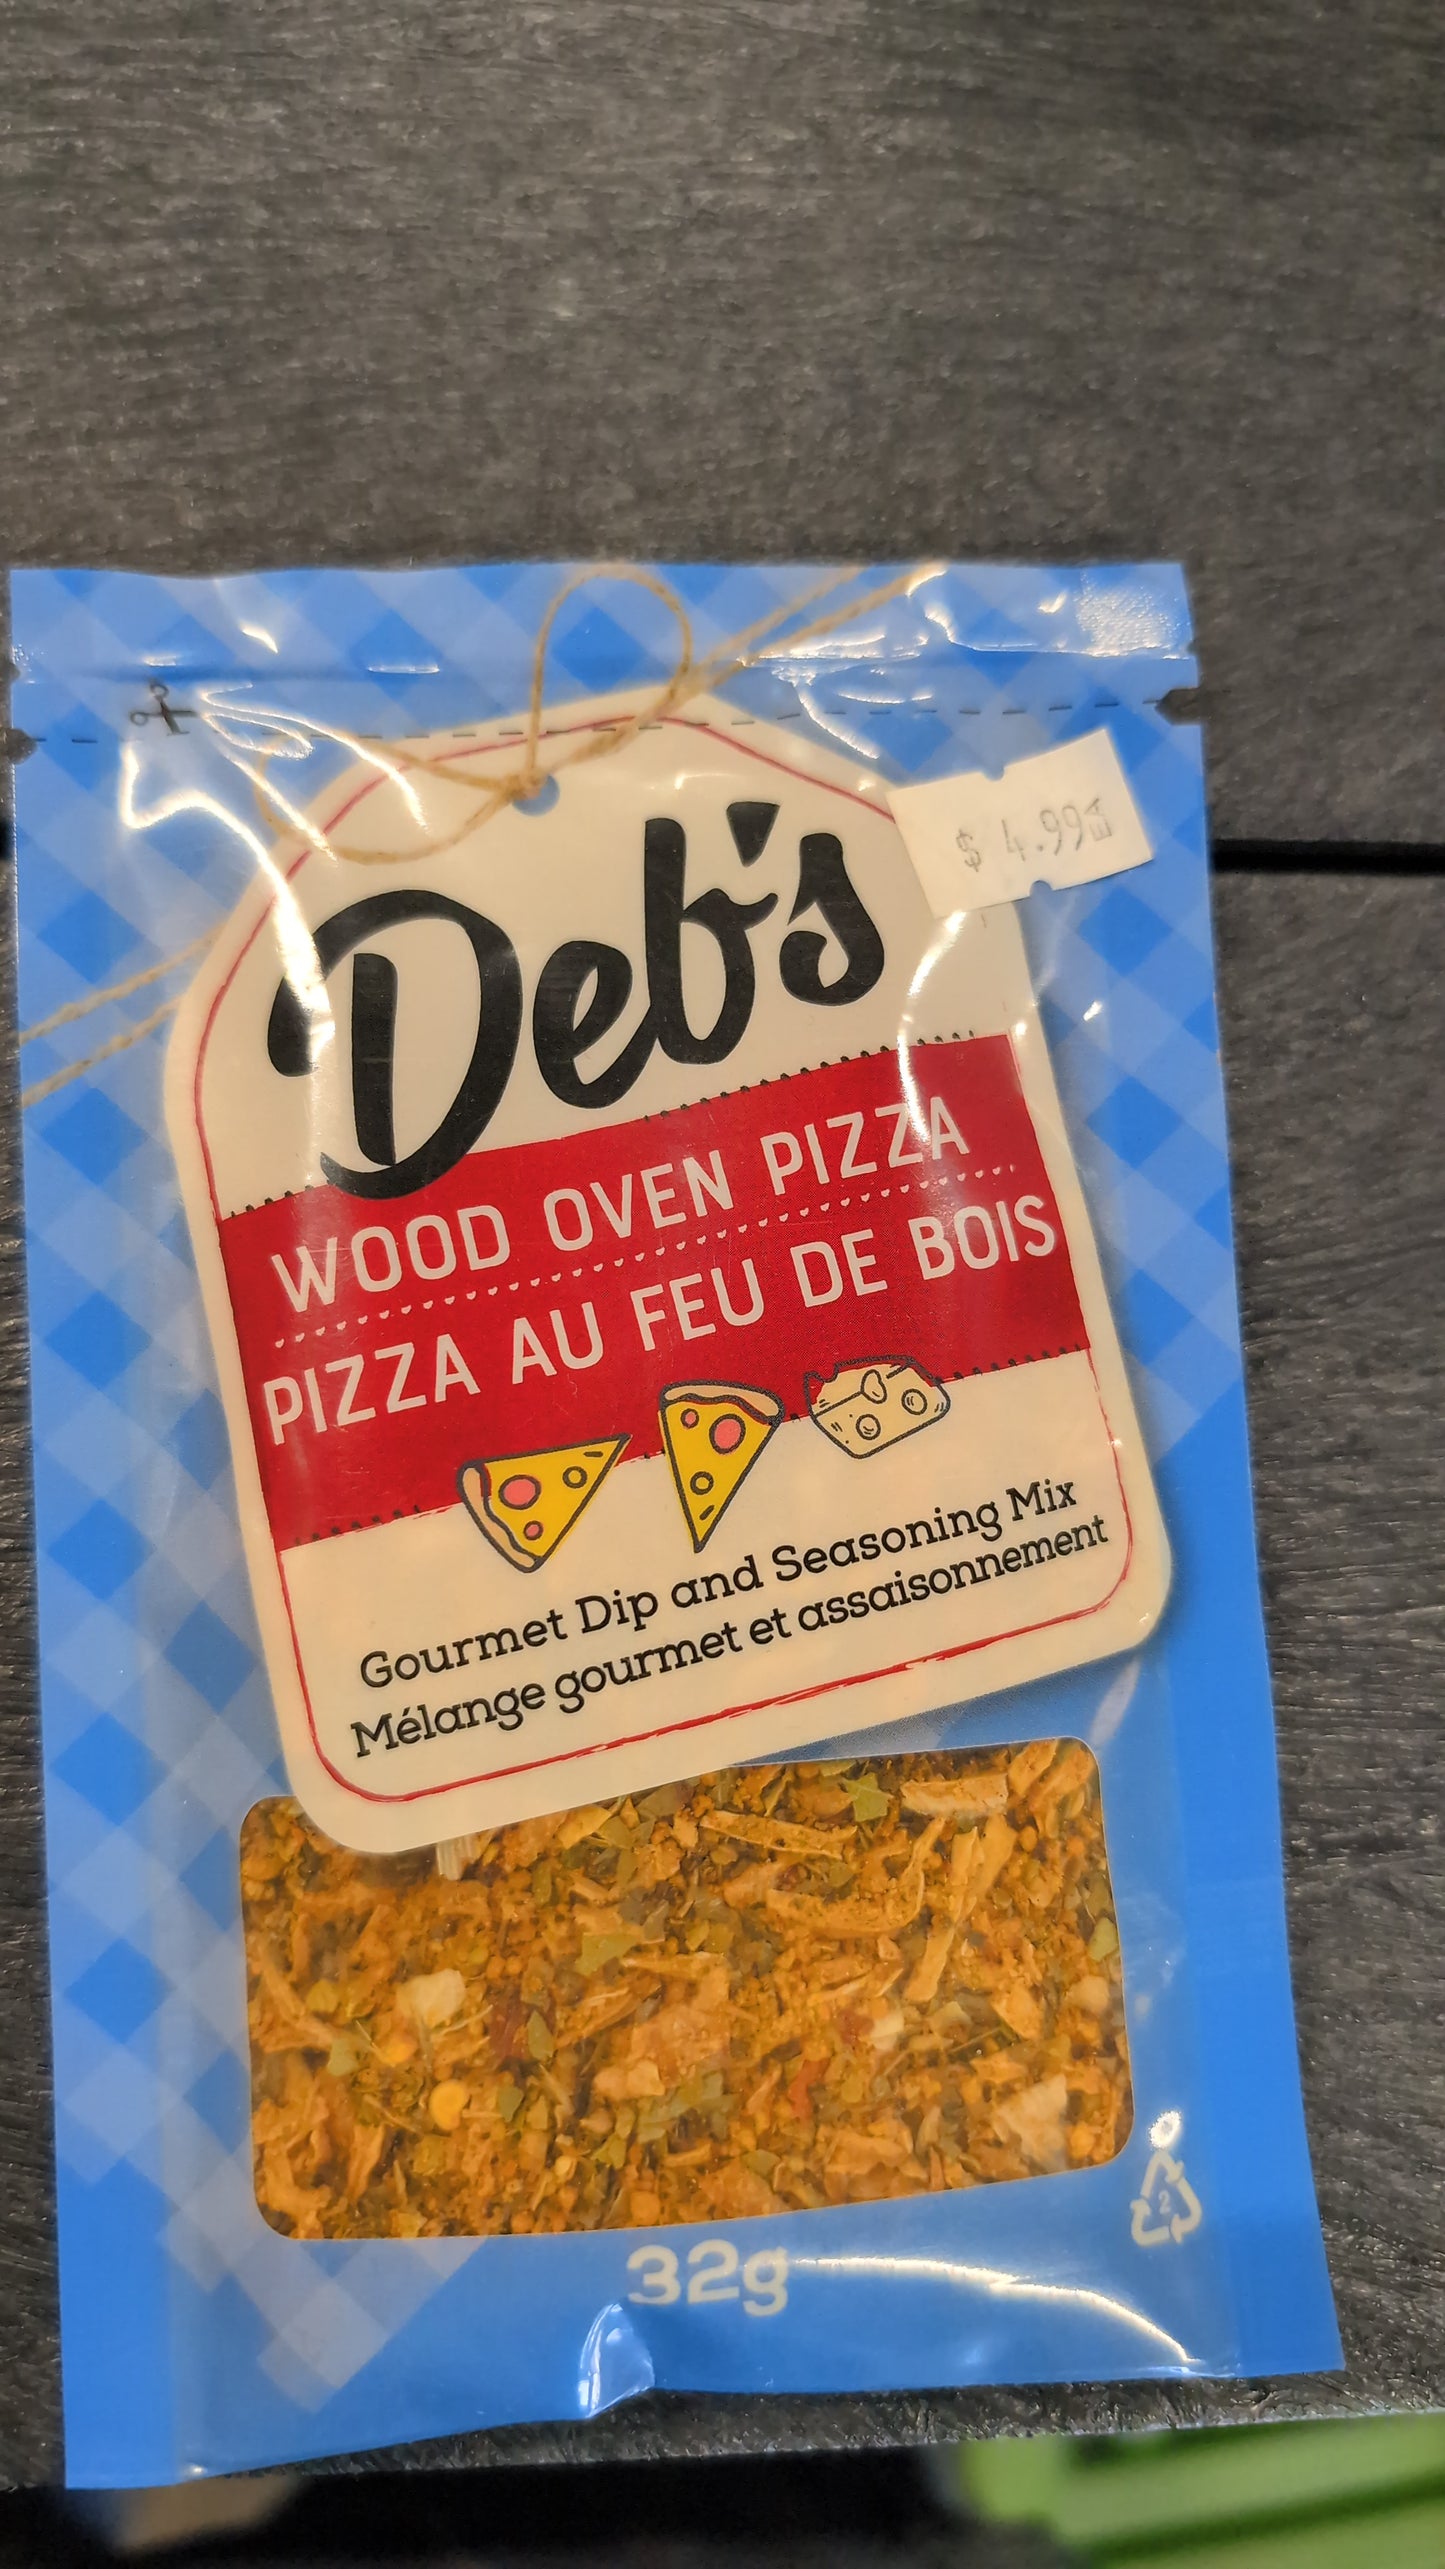 $ 4.99 EA
Deb's
WOOD OVEN PIZZA
PIZZA AU FEU DE BOIS
Gourmet Dip and Seasoning Mix
Mélange gourmet et assaisonnement
2
32g